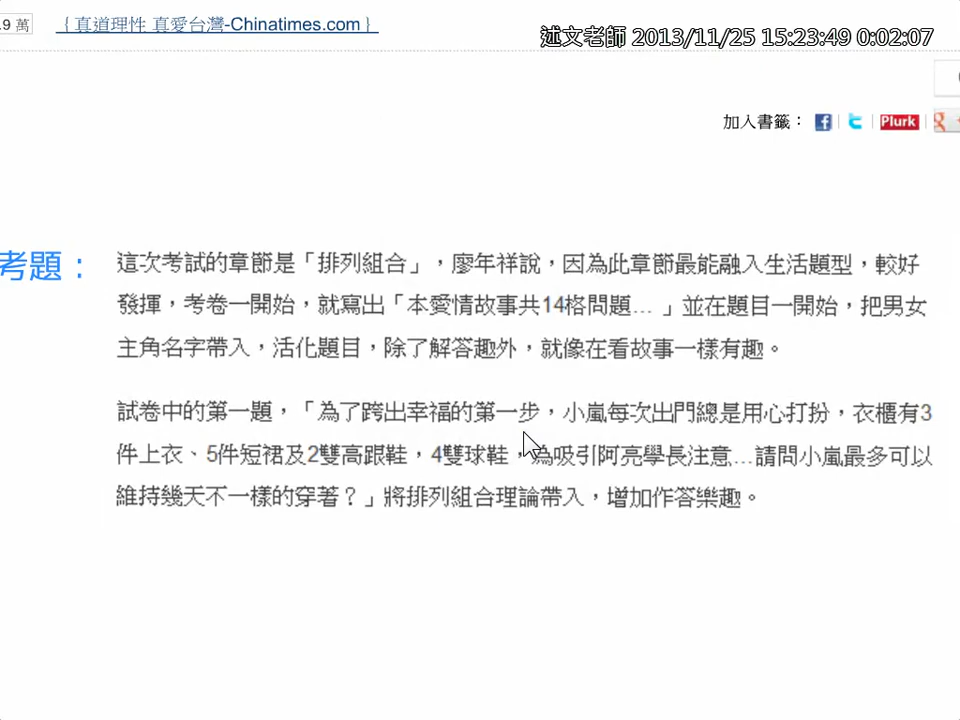 .9 萬
{ 真道理性 真愛台灣-Chinatimes.com }
述文老師 2013/11/25 15:23:49 0:02:07
加入書籤：
Plurk
考題：
這次考試的章節是「排列組合」，廖年祥說，因為此章節最能融入生活題型，較好
發揮，考卷一開始，就寫出「本愛情故事共14格問題... 」並在題目一開始，把男女
主角名字帶入，活化題目，除了解答趣外，就像在看故事一樣有趣。
試卷中的第一題，「為了跨出幸福的第一步，小嵐每次出門總是用心打扮，衣櫃有3
件上衣、5件短裙及2雙高跟鞋，4雙球鞋，為吸引阿亮學長注意...請問小嵐最多可以
維持幾天不一樣的穿著？」將排列組合理論帶入，增加作答樂趣。